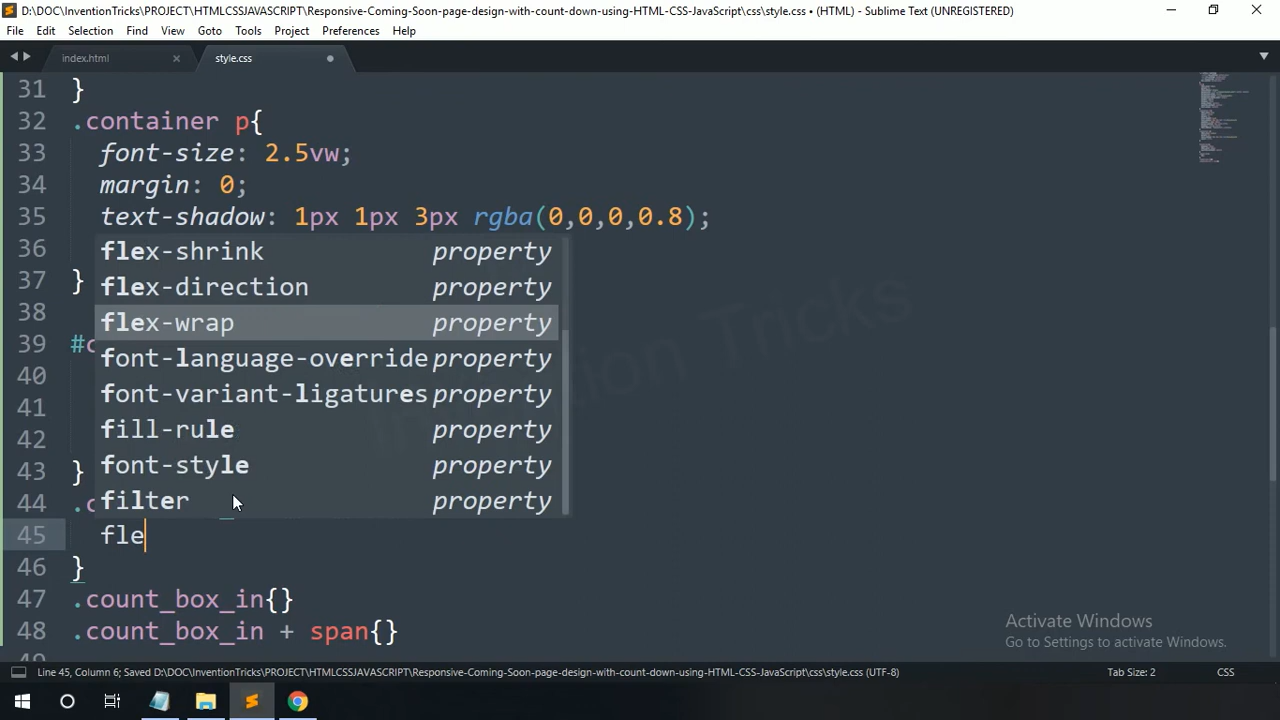 D:\DOC\InventionTricks\PROJECT\HTMLCSSJAVASCRIPT\Responsive-Coming-Soon-page-design-with-count-down-using-HTML-CSS-JavaScript\css\style.css • (HTML) - Sublime Text (UNREGISTERED)
File Edit Selection Find View Goto Tools Project Preferences Help
index.html × style.css
31 }
32 .container p{
33 font-size: 2.5vw;
34 margin: 0;
35 text-shadow: 1px 1px 3px rgba(0,0,0,0.8);
36 flex-shrink property
37 } flex-direction property
38 flex-wrap property
39 #c font-language-override property
40 font-variant-ligatures property
41
42 fill-rule property
43 } font-style property
44 .c filter property
45 fle
46 }
47 .count_box_in{}
48 .count_box_in + span{}
49
Invention Tricks
Activate Windows
Go to Settings to activate Windows.
Line 45, Column 6; Saved D:\DOC\InventionTricks\PROJECT\HTMLCSSJAVASCRIPT\Responsive-Coming-Soon-page-design-with-count-down-using-HTML-CSS-JavaScript\css\style.css (UTF-8) Tab Size: 2 CSS